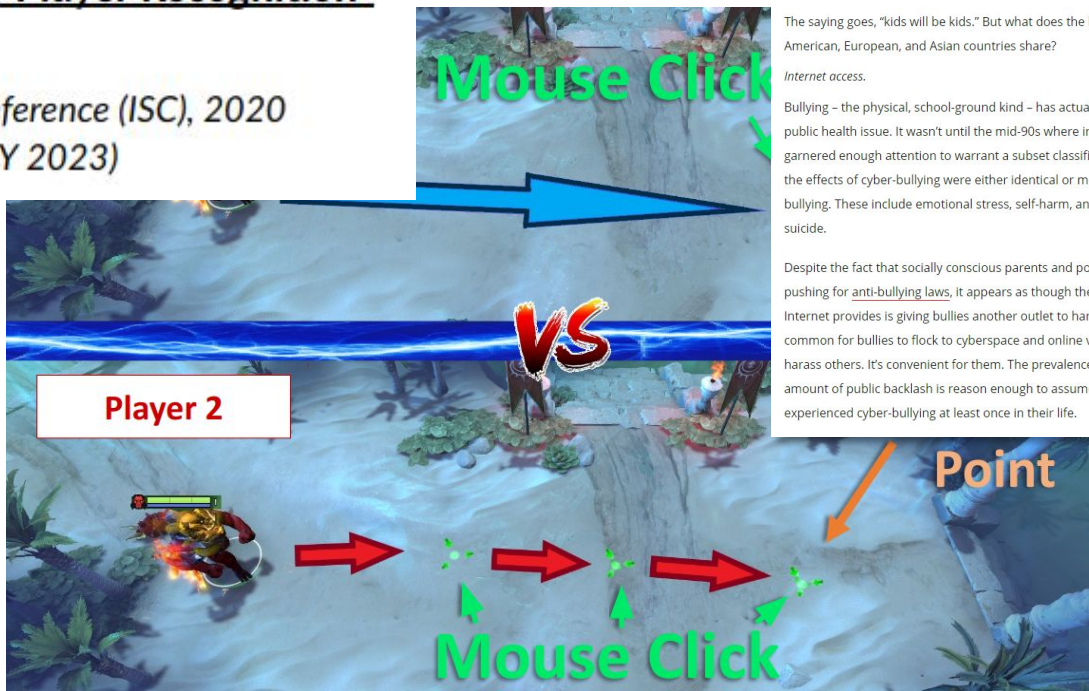 Player Recognition
ference (ISC), 2020
Y 2023)
Mouse Click
The saying goes, “kids will be kids.” But what does the
American, European, and Asian countries share?
Internet access.
Bullying – the physical, school-ground kind – has actua
public health issue. It wasn’t until the mid-90s where in
garnered enough attention to warrant a subset classifi
the effects of cyber-bullying were either identical or m
bullying. These include emotional stress, self-harm, an
suicide.
Despite the fact that socially conscious parents and po
pushing for anti-bullying laws, it appears as though the
Internet provides is giving bullies another outlet to har
common for bullies to flock to cyberspace and online v
harass others. It’s convenient for them. The prevalence
amount of public backlash is reason enough to assum
experienced cyber-bullying at least once in their life.
VS
Player 2
Point
Mouse Click